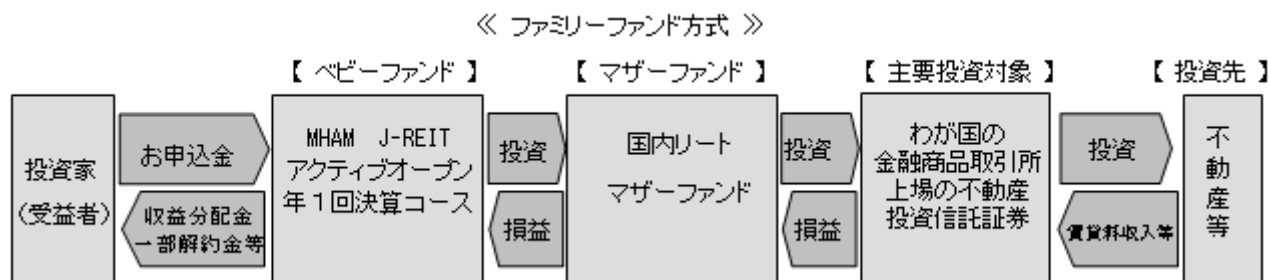 ≪ ファミリーファンド方式 ≫
【 ベビーファンド 】
【 マザーファンド 】
【 主要投資対象 】
【 投資先 】
投資家
(受益者)
お申込金
収益分配金
一部解約金等
MHAM J-REIT
アクティブオープン
年1回決算コース
投資
損益
国内リート
マザーファンド
投資
損益
わが国の
金融商品取引所
上場の不動産
投資信託証券
投資
賃貸料収入等
不動産等